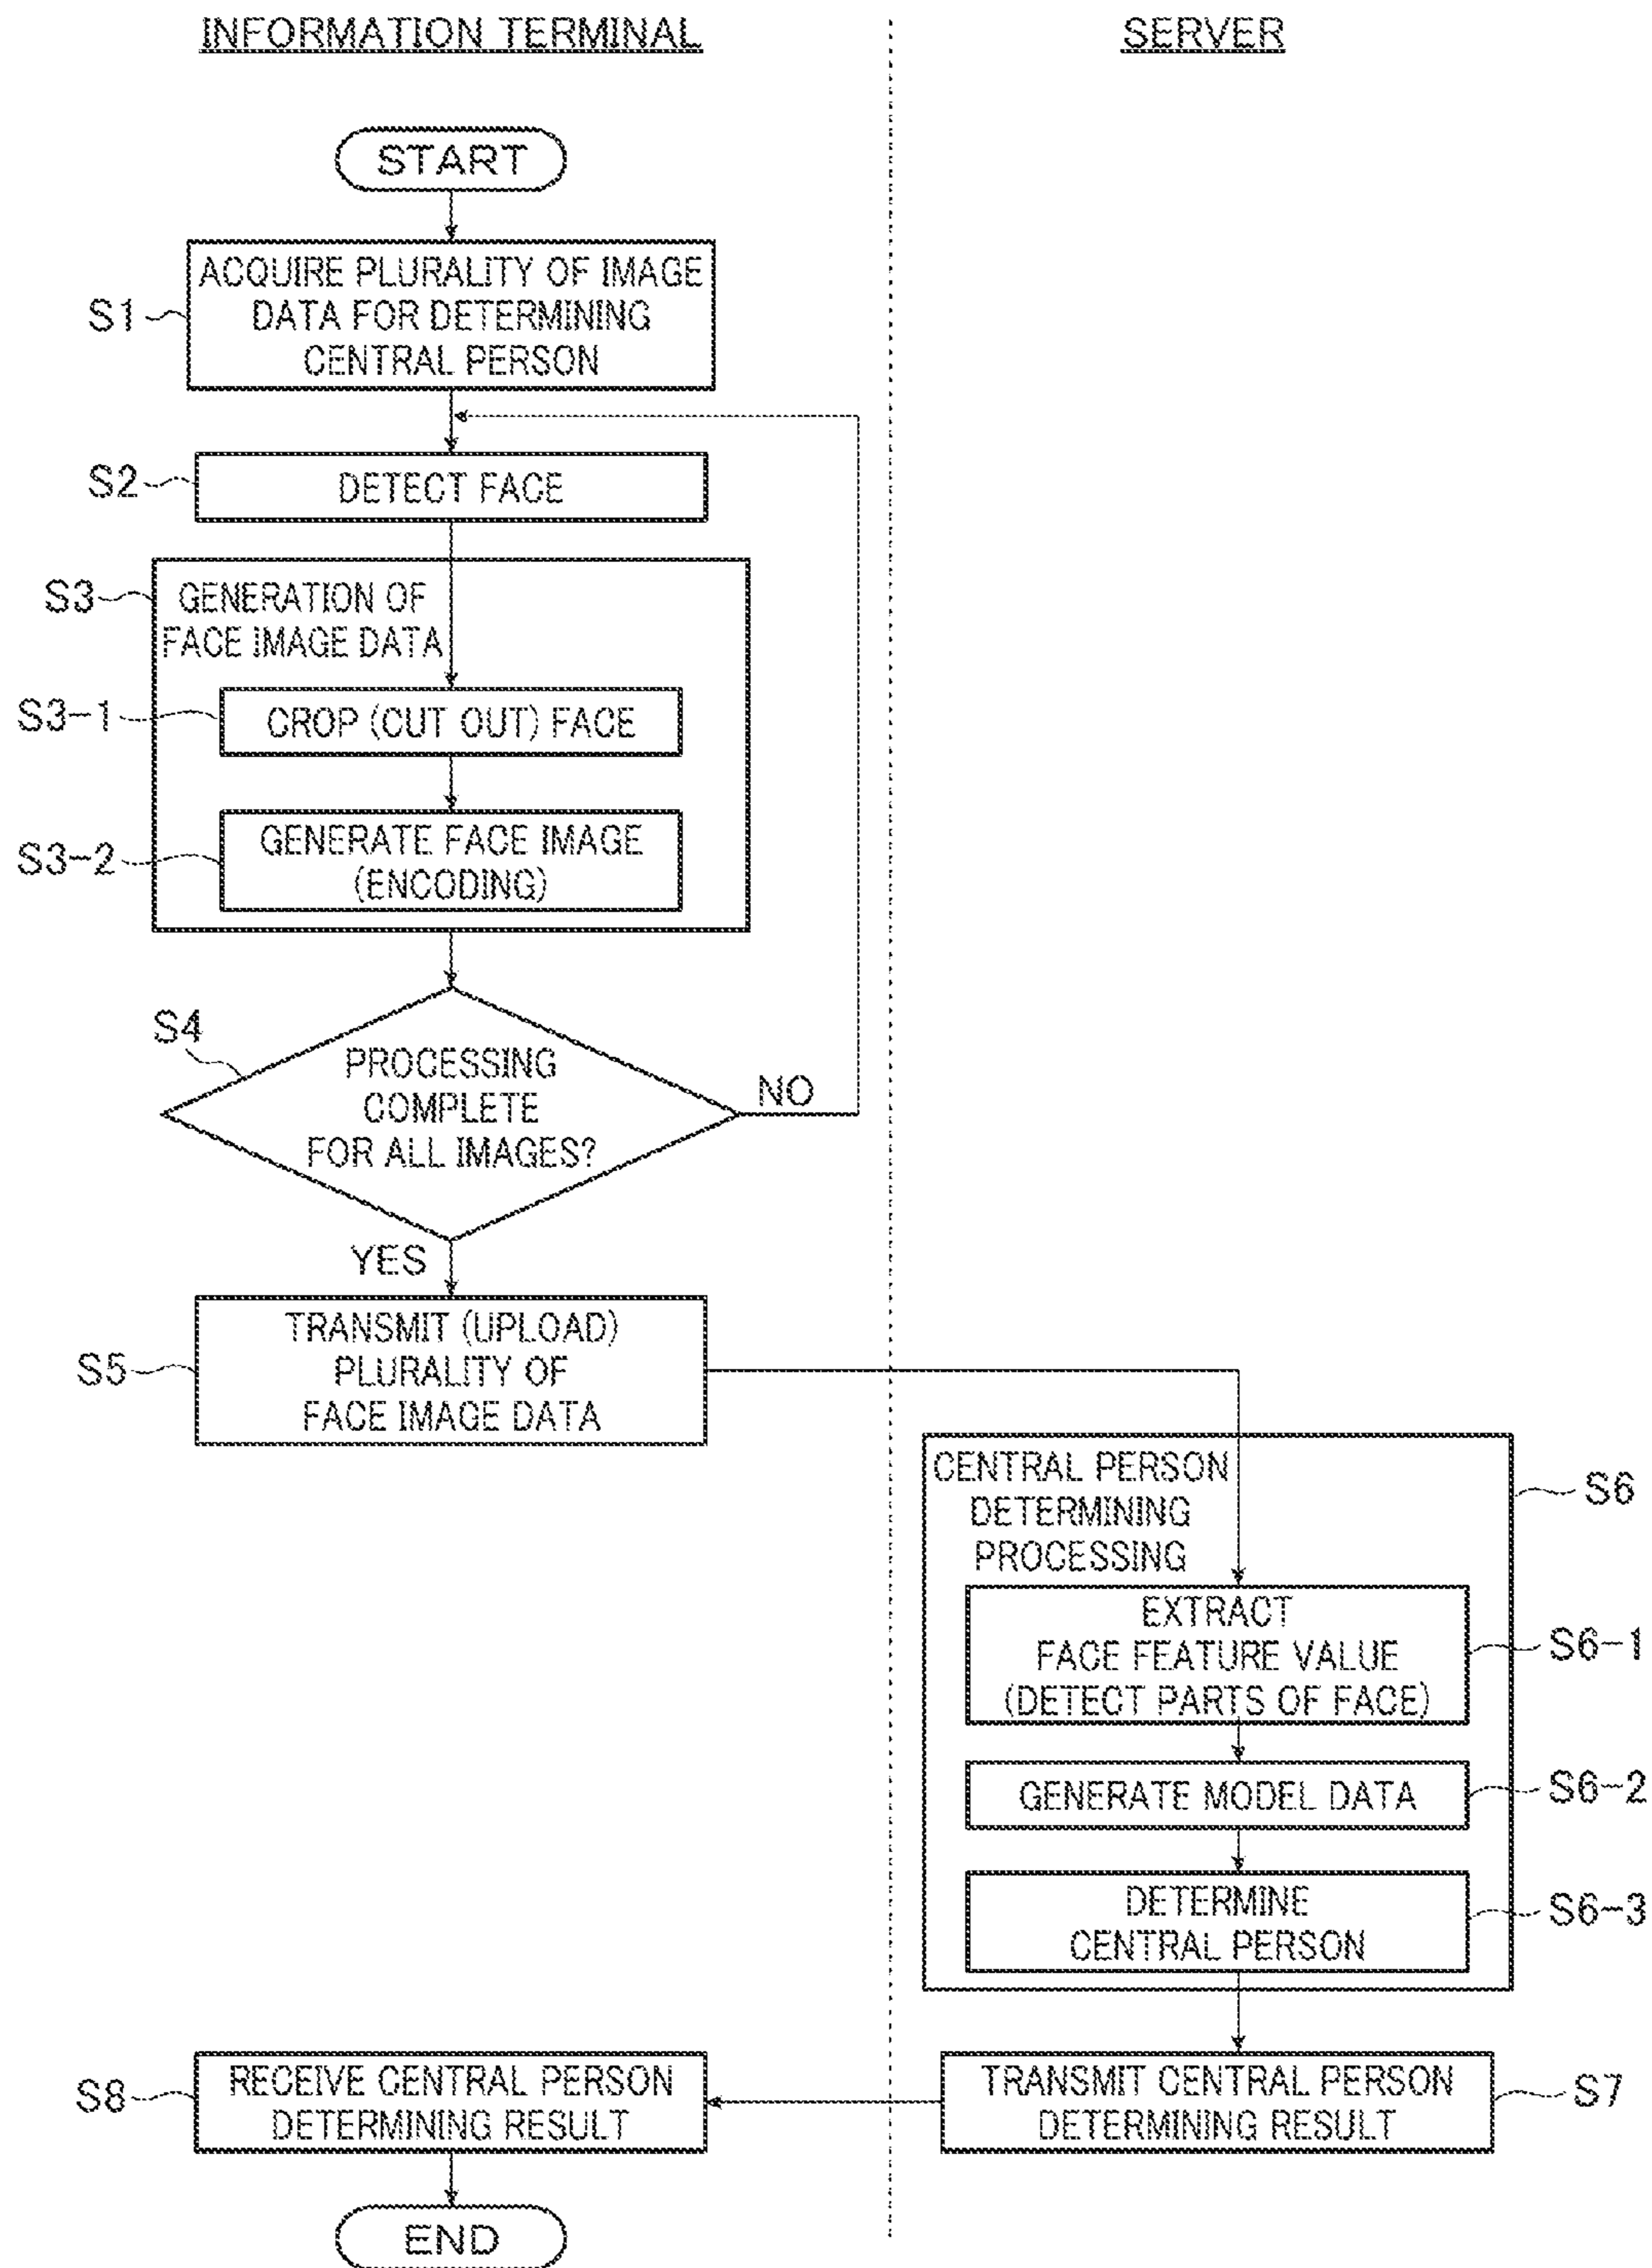 INFORMATION TERMINAL
SERVER
START
S1
ACQUIRE PLURALITY OF IMAGE
DATA FOR DETERMINING
CENTRAL PERSON
S2
DETECT FACE
S3
GENERATION OF
FACE IMAGE DATA
S3-1
CROP (CUT OUT) FACE
S3-2
GENERATE FACE IMAGE
(ENCODING)
S4
PROCESSING
COMPLETE
FOR ALL IMAGES?
NO
YES
S5
TRANSMIT (UPLOAD)
PLURALITY OF
FACE IMAGE DATA
CENTRAL PERSON
DETERMINING
PROCESSING
S6
EXTRACT
FACE FEATURE VALUE
(DETECT PARTS OF FACE)
S6-1
GENERATE MODEL DATA
S6-2
DETERMINE
CENTRAL PERSON
S6-3
TRANSMIT CENTRAL PERSON
DETERMINING RESULT
S7
S8
RECEIVE CENTRAL PERSON
DETERMINING RESULT
END